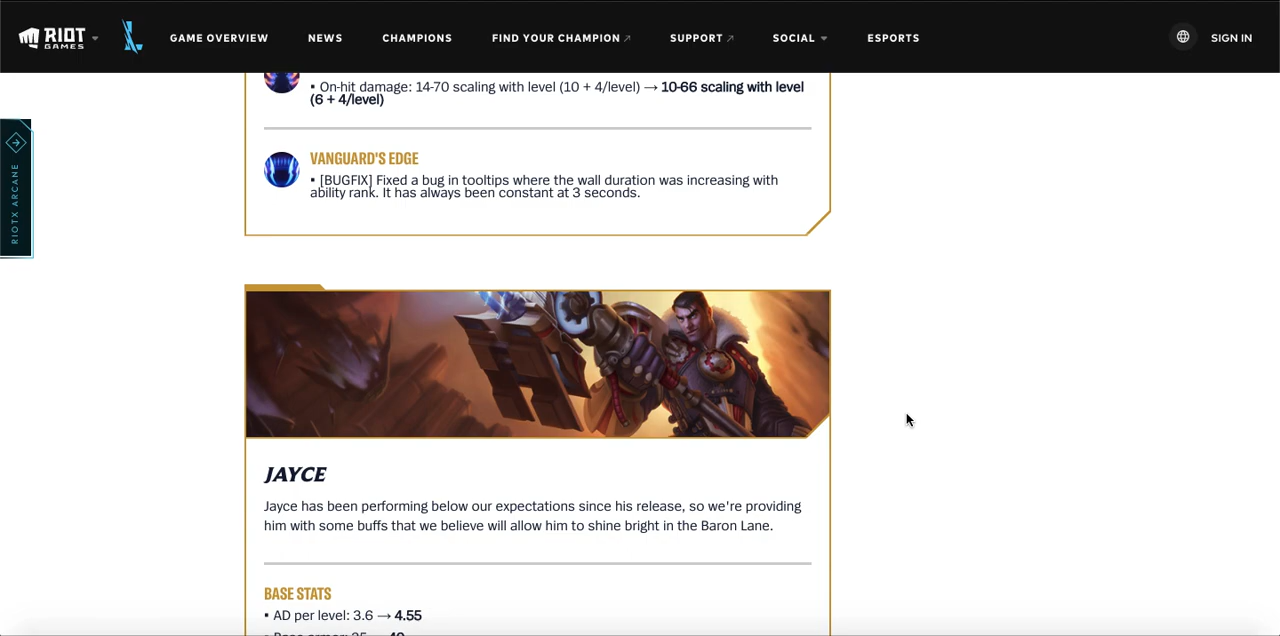 RIOT
GAMES
GAME OVERVIEW
NEWS
CHAMPIONS
FIND YOUR CHAMPION
SUPPORT
SOCIAL
ESPORTS
SIGN IN
RIOTX ARCANE
▪ On-hit damage: 14-70 scaling with level (10 + 4/level) → 10-66 scaling with level
(6 + 4/level)
VANGUARD'S EDGE
▪ [BUGFIX] Fixed a bug in tooltips where the wall duration was increasing with
ability rank. It has always been constant at 3 seconds.
JAYCE
Jayce has been performing below our expectations since his release, so we're providing
him with some buffs that we believe will allow him to shine bright in the Baron Lane.
BASE STATS
▪ AD per level: 3.6 → 4.55